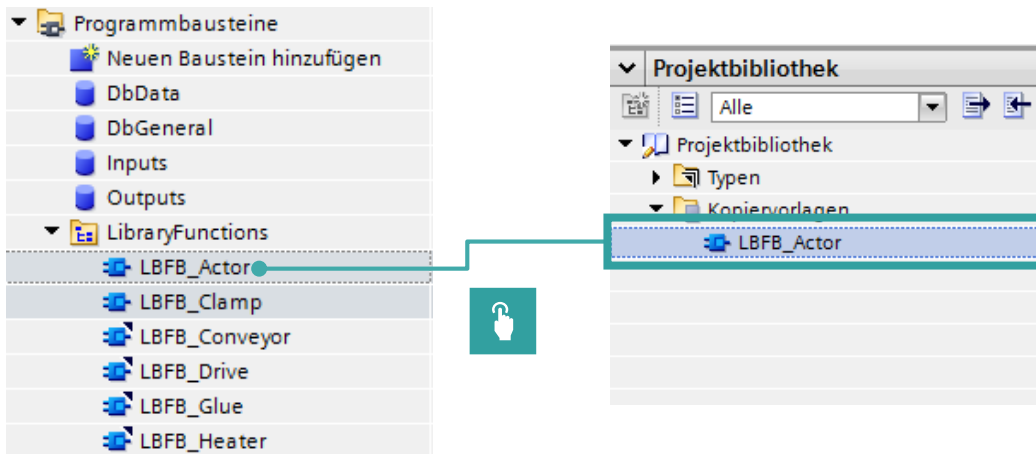 Programmbausteine
Neuen Baustein hinzufügen
DbData
DbGeneral
Inputs
Outputs
LibraryFunctions
LBFB_Actor
LBFB_Clamp
LBFB_Conveyor
LBFB_Drive
LBFB_Glue
LBFB_Heater
Projektbibliothek
Alle
Projektbibliothek
Typen
Kopiervorlagen
LBFB_Actor